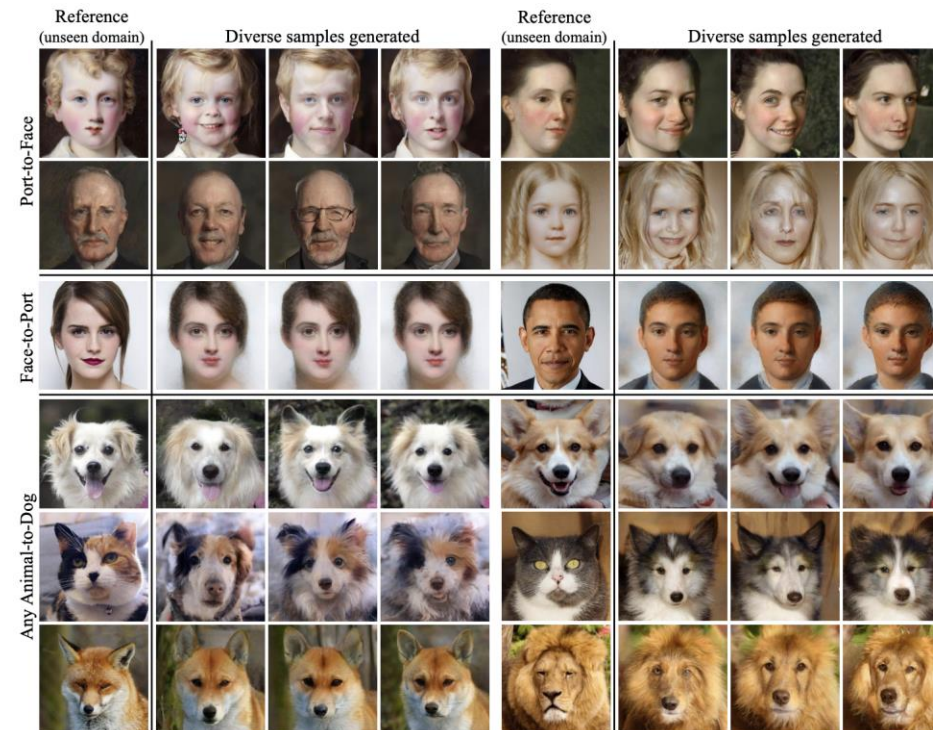 Reference
(unseen domain)
Diverse samples generated
Reference
(unseen domain)
Diverse samples generated
Port-to-Face
Face-to-Port
Any Animal-to-Dog